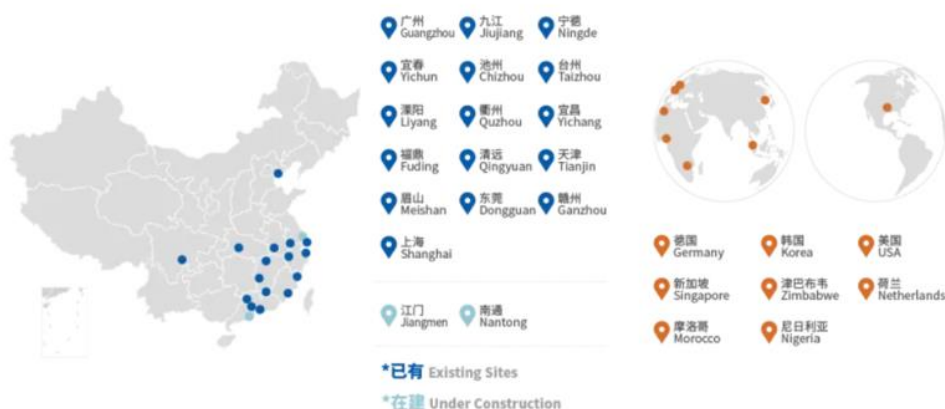 广州
Guangzhou
九江
Jiujiang
宁德
Ningde
宜春
Yichun
池州
Chizhou
台州
Taizhou
溧阳
Liyang
衢州
Quzhou
宜昌
Yichang
福鼎
Fuding
清远
Qingyuan
天津
Tianjin
眉山
Meishan
东莞
Dongguan
赣州
Ganzhou
上海
Shanghai
江门
Jiangmen
南通
Nantong
*已有 Existing Sites
*在建 Under Construction
德国
Germany
韩国
Korea
美国
USA
新加坡
Singapore
津巴布韦
Zimbabwe
荷兰
Netherlands
摩洛哥
Morocco
尼日利亚
Nigeria